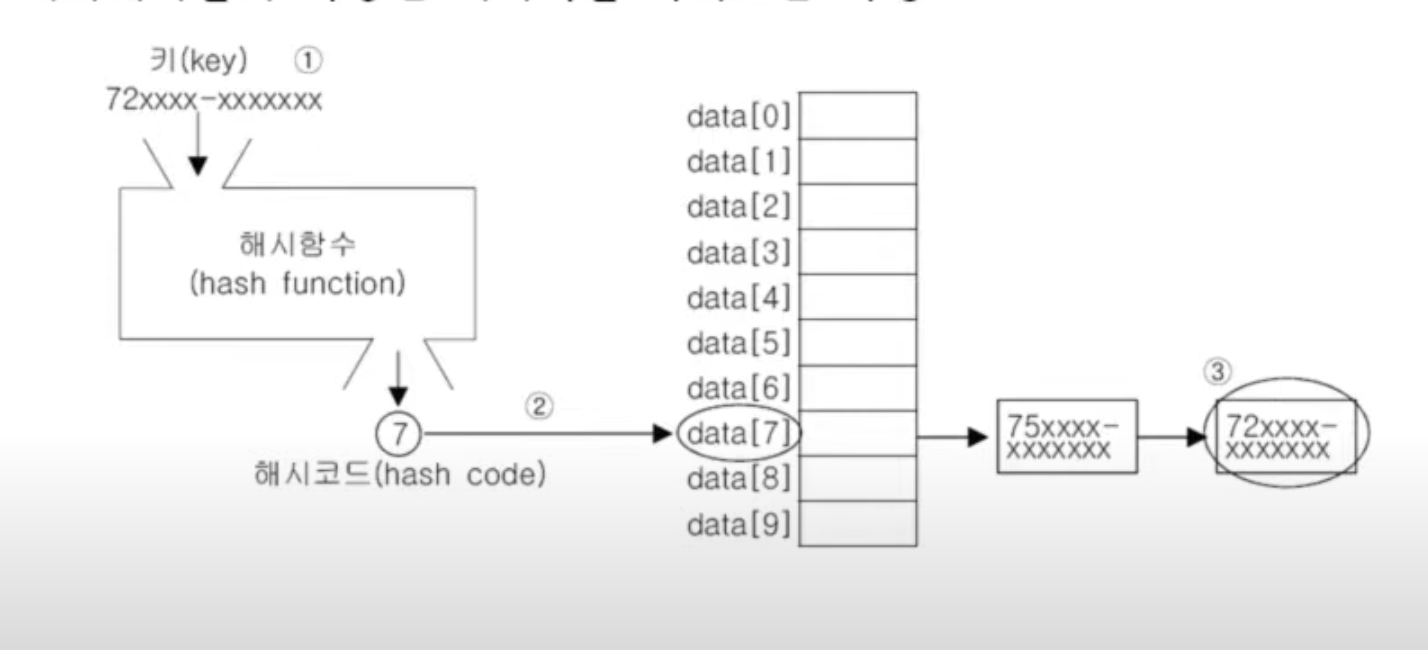 키(key) ①
72xxxx-xxxxxxx
해시함수
(hash function)
7
해시코드(hash code)
②
data[0]
data[1]
data[2]
data[3]
data[4]
data[5]
data[6]
data[7]
data[8]
data[9]
75xxxx-
xxxxxxx
③
72xxxx-
xxxxxxx